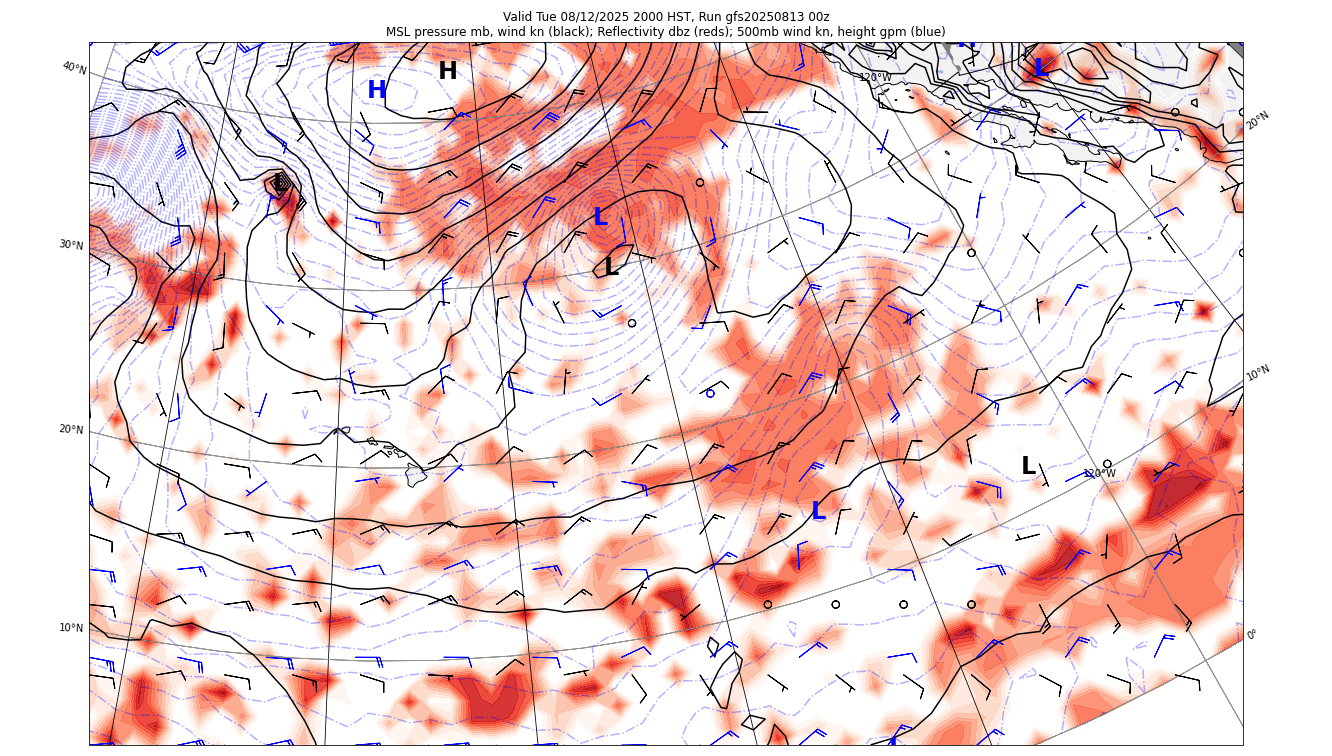 Valid Tue 08/12/2025 2000 HST, Run gfs20250813 00z
MSL pressure mb, wind kn (black); Reflectivity dbz (reds); 500mb wind kn, height gpm (blue)
H
40°N
H
L
120°W
H
20°N
L
L
30°N
L
10°N
20°N
L
120°W
L
10°N
0°
L